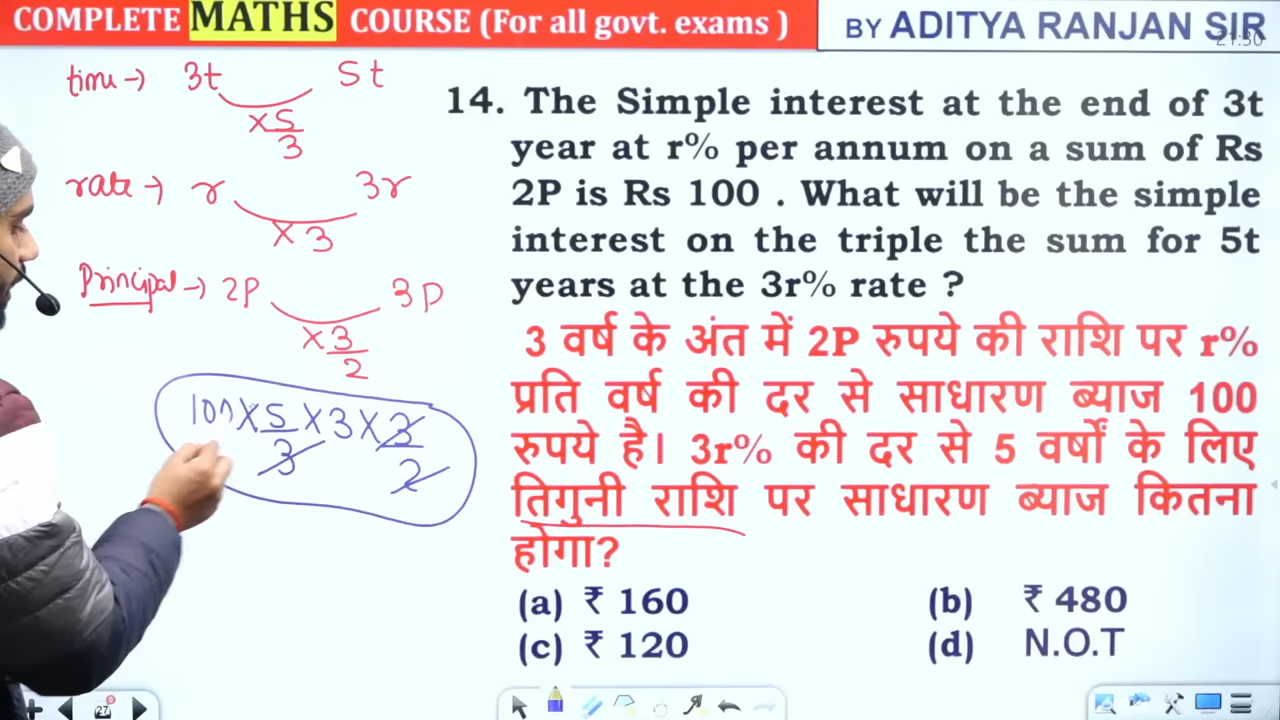 COMPLETE MATHS COURSE (For all govt. exams )
BY ADITYA RANJAN SIR
21:30
time → 3t 5t
× 5/3
rate → r 3r
× 3
Principal → 2P 3P
× 3/2
100 × 5/3 × 3 × 3/2
14. The Simple interest at the end of 3t
year at r% per annum on a sum of Rs
2P is Rs 100 . What will be the simple
interest on the triple the sum for 5t
years at the 3r% rate ?
3 वर्ष के अंत में 2P रुपये की राशि पर r%
प्रति वर्ष की दर से साधारण ब्याज 100
रुपये है। 3r% की दर से 5 वर्षों के लिए
तिगुनी राशि पर साधारण ब्याज कितना
होगा?
(a) ₹ 160 (b) ₹ 480
(c) ₹ 120 (d) N.O.T
27